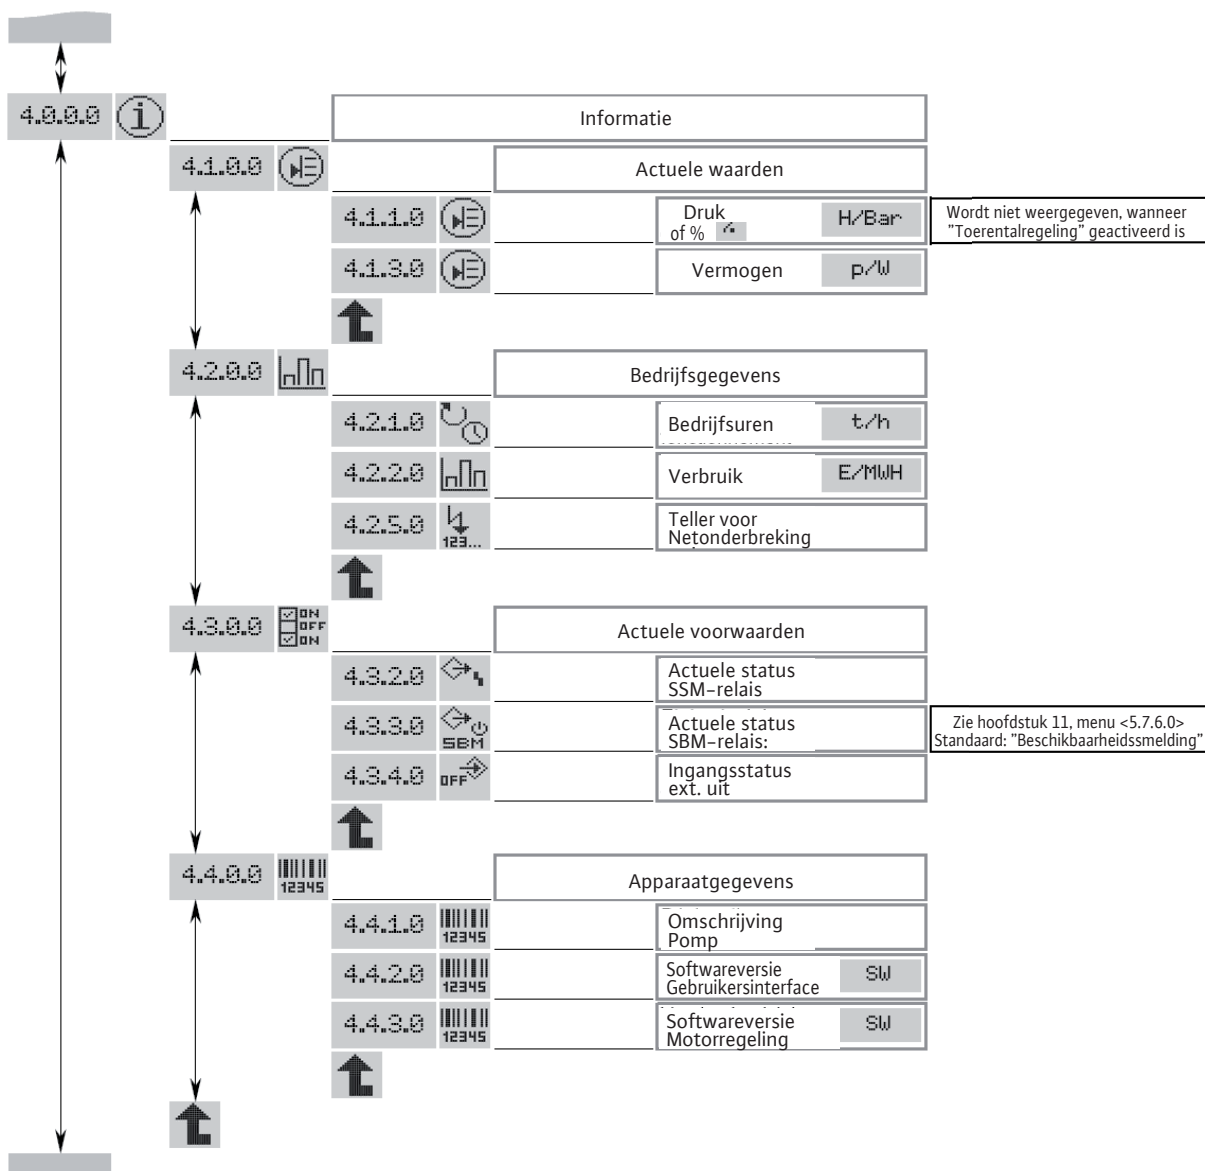 4.0.0.0 i Informatie
4.1.0.0 Actuele waarden
4.1.1.0 Druk H/Bar
of %
Wordt niet weergegeven, wanneer
"Toerentalregeling" geactiveerd is
4.1.3.0 Vermogen p/W
4.2.0.0 Bedrijfsgegevens
4.2.1.0 Bedrijfsuren t/h
4.2.2.0 Verbruik E/MWH
4.2.5.0 123... Teller voor
Netonderbreking
4.3.0.0 ON
OFF
ON
Actuele voorwaarden
4.3.2.0 Actuele status
SSM-relais
4.3.3.0 SBM Actuele status
SBM-relais:
Zie hoofdstuk 11, menu <5.7.6.0>
Standaard: "Beschikbaarheidssmelding"
4.3.4.0 OFF Ingangsstatus
ext. uit
4.4.0.0 12345 Apparaatgegevens
4.4.1.0 12345 Omschrijving
Pomp
4.4.2.0 12345 Softwareversie SW
Gebruikersinterface
4.4.3.0 12345 Softwareversie SW
Motorregeling